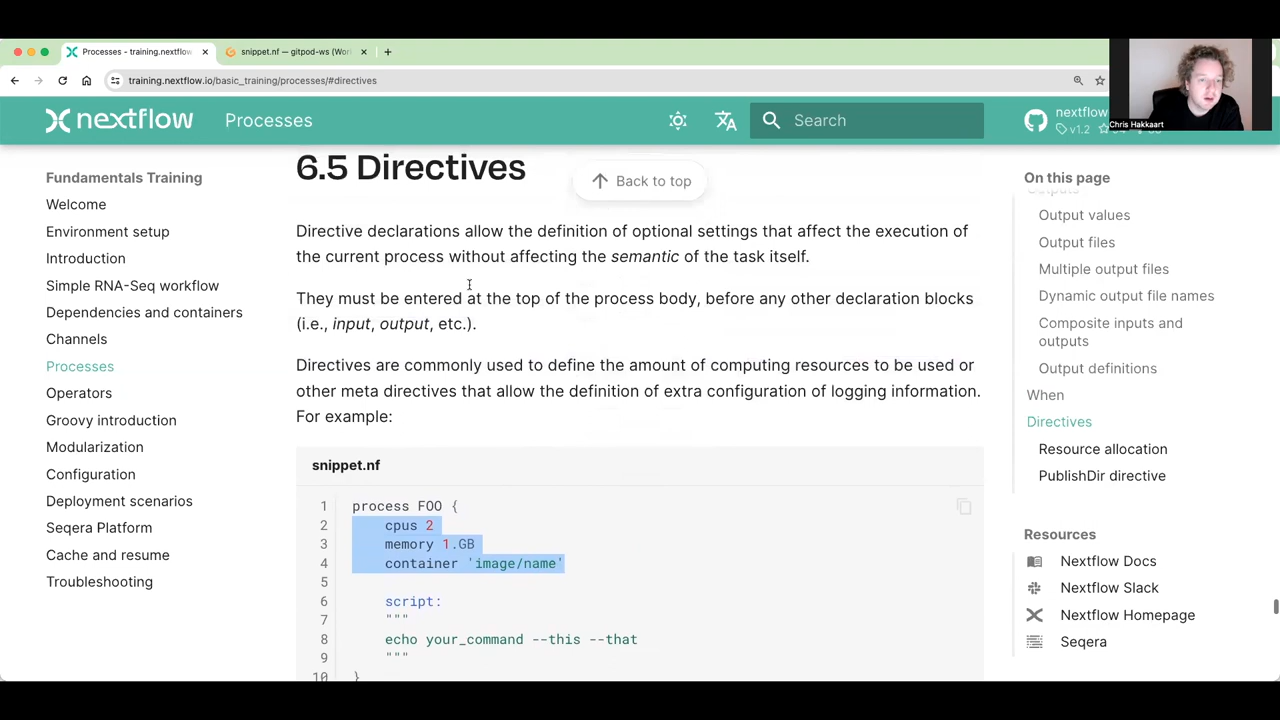 Processes - training.nextflow
snippet.nf — gitpod-ws (Wor
training.nextflow.io/basic_training/processes/#directives
Chris Hakkaart
nextflow
Processes
Search
nextflow
v1.2
6.5 Directives
Back to top
Fundamentals Training
Welcome
Environment setup
Introduction
Simple RNA-Seq workflow
Dependencies and containers
Channels
Processes
Operators
Groovy introduction
Modularization
Configuration
Deployment scenarios
Seqera Platform
Cache and resume
Troubleshooting
Directive declarations allow the definition of optional settings that affect the execution of
the current process without affecting the semantic of the task itself.
They must be entered at the top of the process body, before any other declaration blocks
(i.e., input, output, etc.).
Directives are commonly used to define the amount of computing resources to be used or
other meta directives that allow the definition of extra configuration of logging information.
For example:
snippet.nf
1 process FOO {
2 cpus 2
3 memory 1.GB
4 container 'image/name'
5
6 script:
7 """
8 echo your_command --this --that
9 """
10 }
On this page
Outputs
Output values
Output files
Multiple output files
Dynamic output file names
Composite inputs and
outputs
Output definitions
When
Directives
Resource allocation
PublishDir directive
Resources
Nextflow Docs
Nextflow Slack
Nextflow Homepage
Seqera